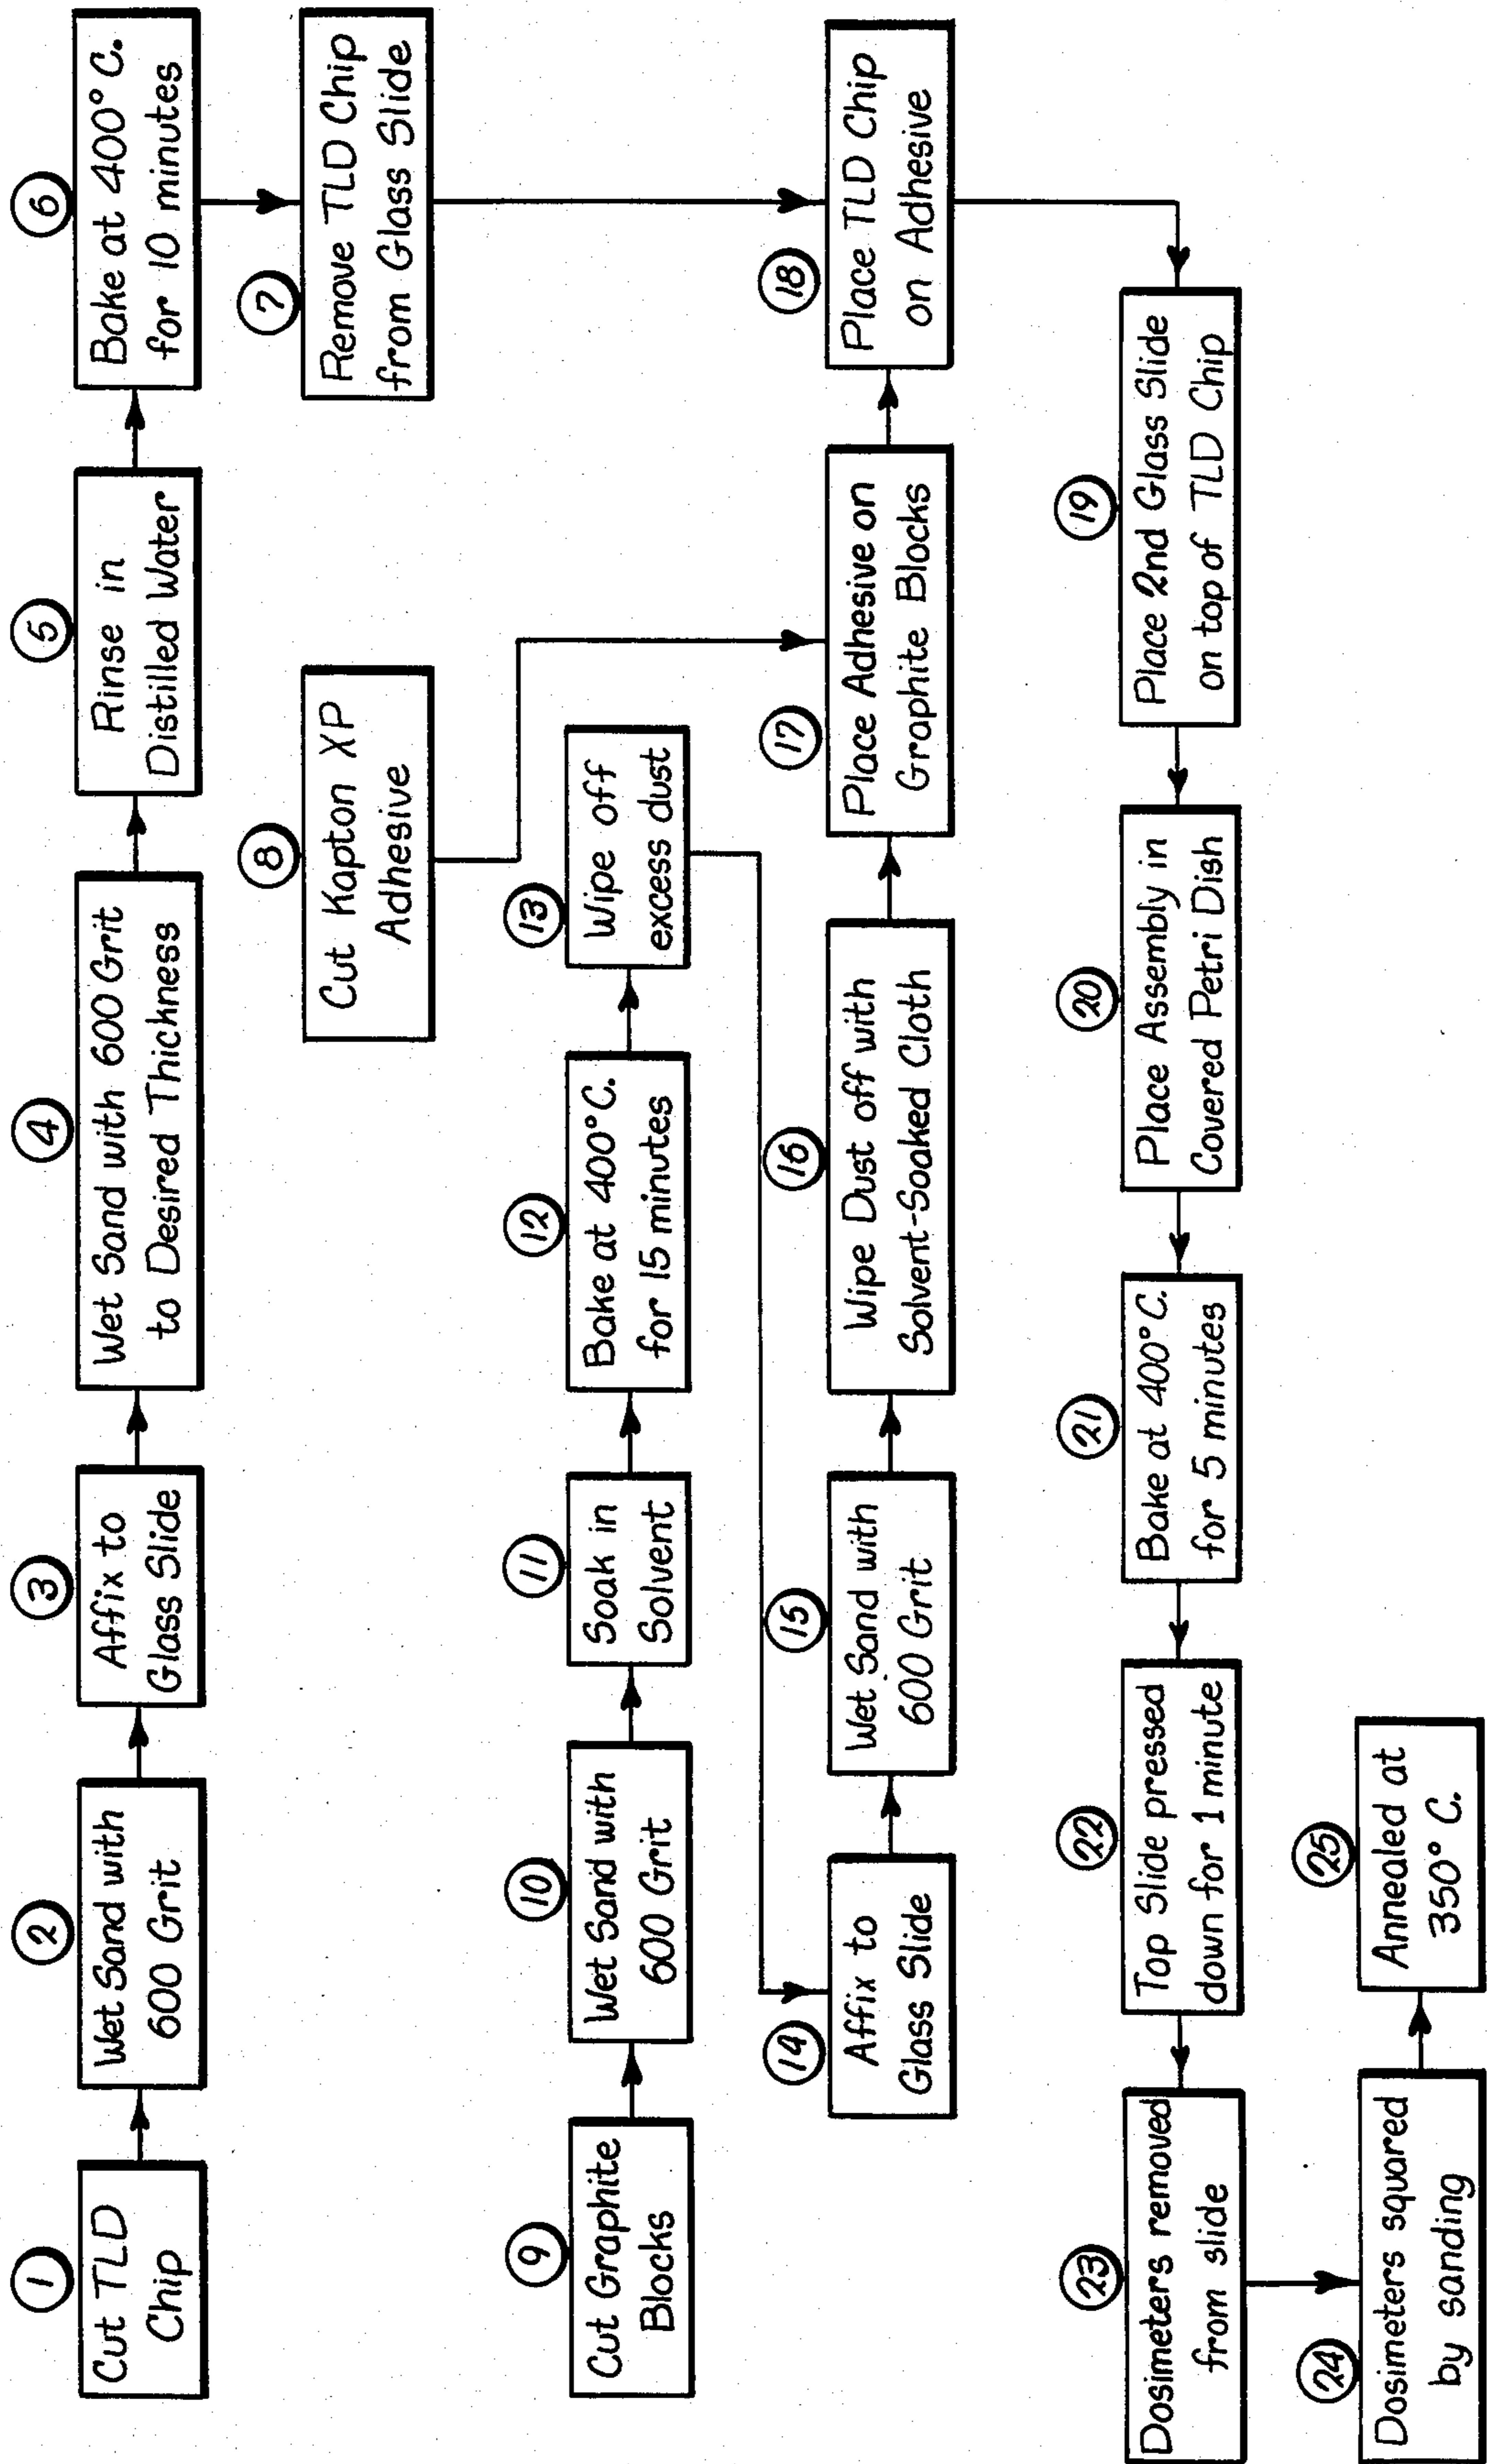 1
Cut TLD
Chip
2
Wet Sand with
600 Grit
3
Affix to
Glass Slide
4
Wet Sand with 600 Grit
to Desired Thickness
5
Rinse in
Distilled Water
6
Bake at 400° C.
for 10 minutes
7
Remove TLD Chip
from Glass Slide
8
Cut Kapton XP
Adhesive
9
Cut Graphite
Blocks
10
Wet Sand with
600 Grit
11
Soak in
Solvent
12
Bake at 400° C.
for 15 minutes
13
Wipe off
excess dust
14
Affix to
Glass Slide
15
Wet Sand with
600 Grit
16
Wipe Dust off with
Solvent-Soaked Cloth
17
Place Adhesive on
Graphite Blocks
18
Place TLD Chip
on Adhesive
19
Place 2nd Glass Slide
on top of TLD Chip
20
Place Assembly in
Covered Petri Dish
21
Bake at 400° C.
for 5 minutes
22
Top Slide pressed
down for 1 minute
23
Dosimeters removed
from slide
24
Dosimeters squared
by sanding
25
Annealed at
350° C.